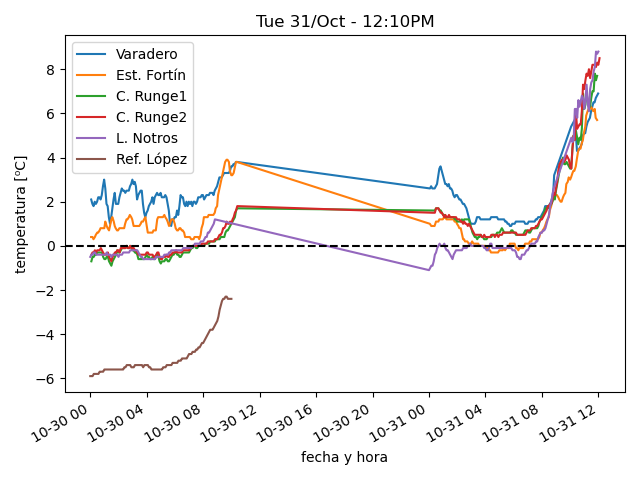 Tue 31/Oct - 12:10PM
Varadero
Est. Fortín
C. Runge1
C. Runge2
L. Notros
Ref. López
temperatura [ºC]
8
6
4
2
0
−2
−4
−6
10-30 00
10-30 04
10-30 08
10-30 12
10-30 16
10-30 20
10-31 00
10-31 04
10-31 08
10-31 12
fecha y hora